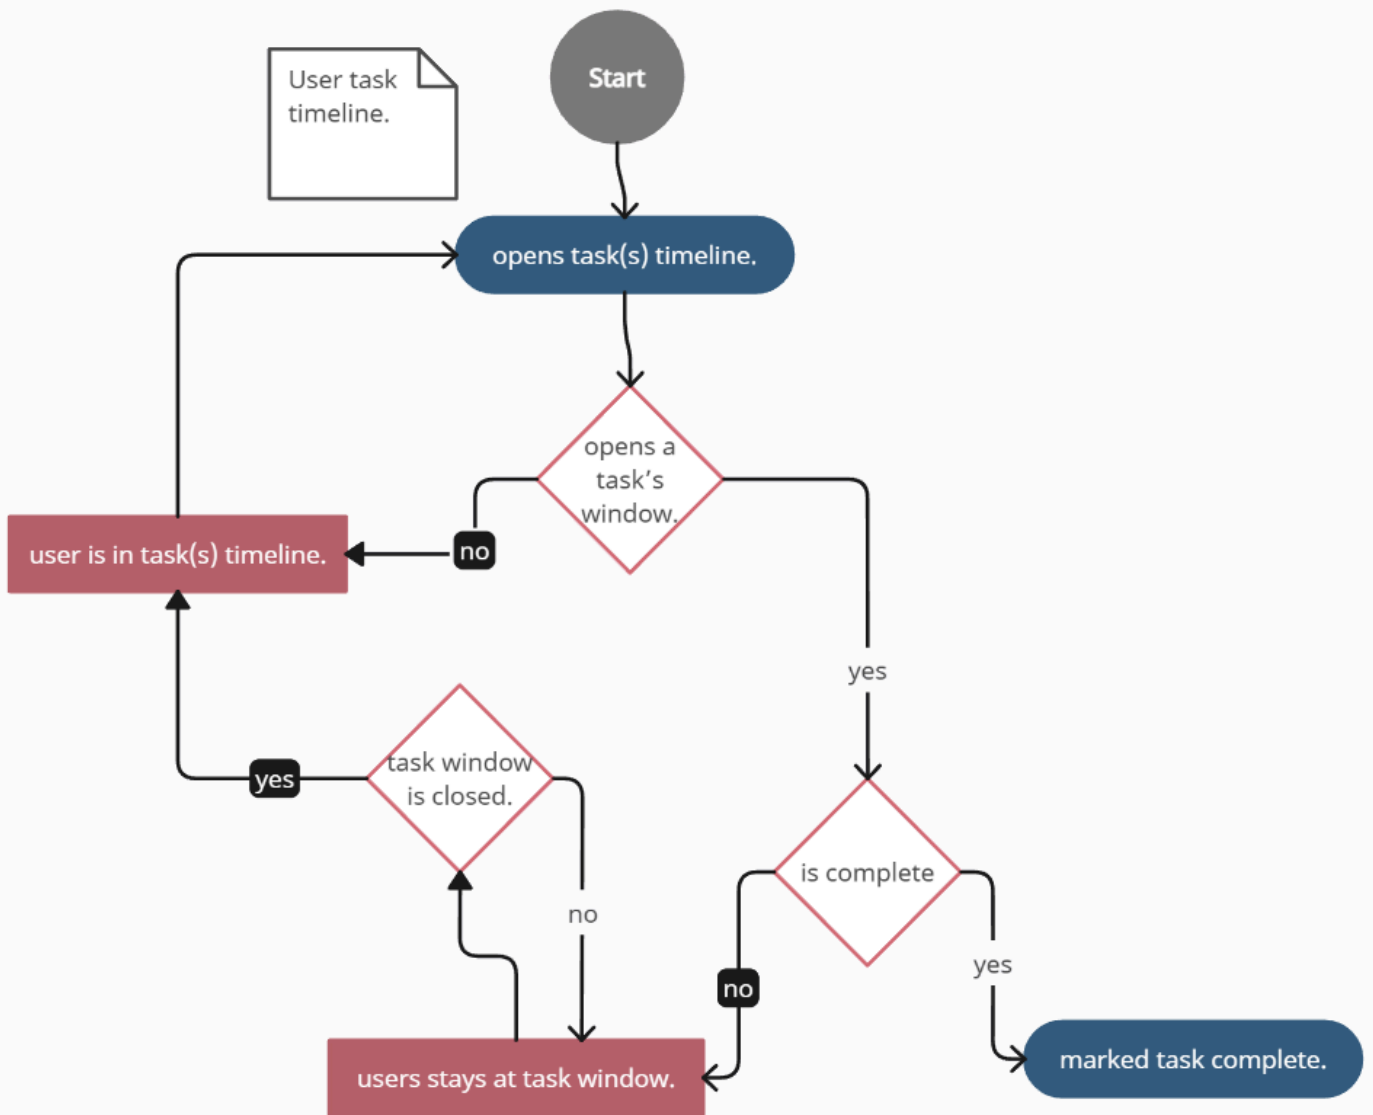 User task
timeline.
Start
opens task(s) timeline.
opens a
task’s
window.
no
user is in task(s) timeline.
yes
task window
is closed.
yes
is complete
no
yes
no
users stays at task window.
marked task complete.